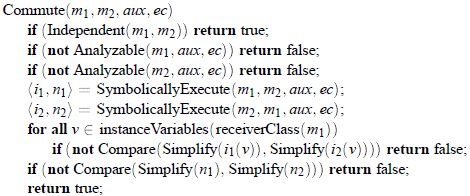 Commute(m₁, m₂, aux, ec)
if (Independent(m₁, m₂)) return true;
if (not Analyzable(m₁, aux, ec)) return false;
if (not Analyzable(m₂, aux, ec)) return false;
⟨i₁, n₁⟩ = SymbolicallyExecute(m₁, m₂, aux, ec);
⟨i₂, n₂⟩ = SymbolicallyExecute(m₂, m₁, aux, ec);
for all v ∈ instanceVariables(receiverClass(m₁))
if (not Compare(Simplify(i₁(v)), Simplify(i₂(v)))) return false;
if (not Compare(Simplify(n₁), Simplify(n₂))) return false;
return true;